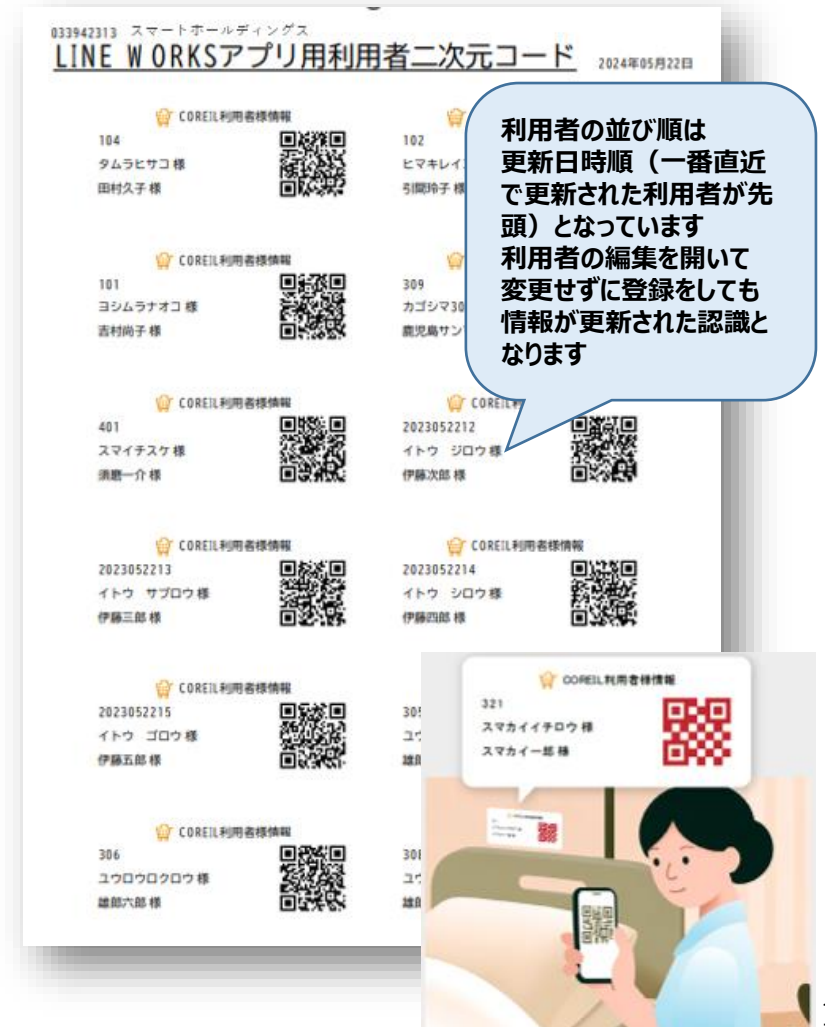 033942313 スマートホールディングス
LINE WORKSアプリ用利用者二次元コード
2024年05月22日
COREIL利用者様情報
104
タムラヒサコ 様
田村久子 様
102
引間玲子 様
利用者の並び順は
更新日時順（一番直近
で更新された利用者が先
頭）となっています
利用者の編集を開いて
変更せずに登録をしても
情報が更新された認識と
なります
COREIL利用者様情報
101
ヨシムラナオコ 様
吉村尚子 様
309
カゴシマ30
鹿児島サン
COREIL利用者様情報
401
スマイチスケ 様
須磨一介 様
2023052212
イトウ　ジロウ 様
伊藤次郎 様
COREIL利用者様情報
2023052213
イトウ　サブロウ 様
伊藤三郎 様
COREIL利用者様情報
2023052214
イトウ　シロウ 様
伊藤四郎 様
COREIL利用者様情報
2023052215
イトウ　ゴロウ 様
伊藤五郎 様
COREIL利用者様情報
321
スマカイイチロウ 様
スマカイ一郎 様
COREIL利用者様情報
306
ユウロウロクロウ 様
雄郎六郎 様